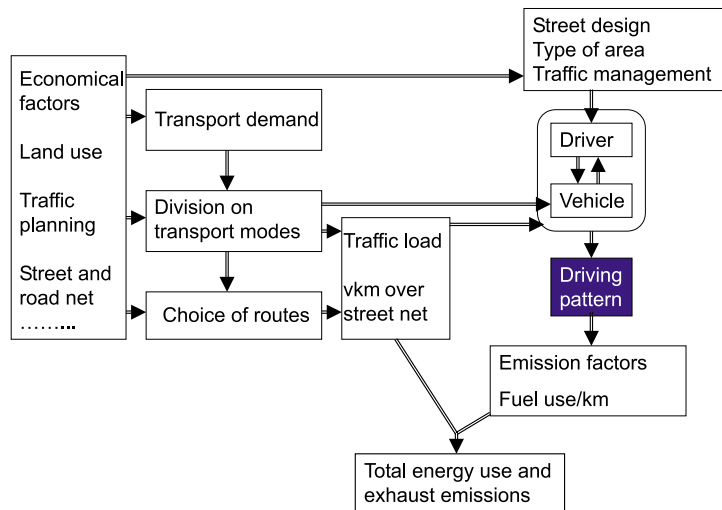 Street design
Type of area
Traffic management
Economical
factors
Land use
Traffic
planning
Street and
road net
...........
Transport demand
Division on
transport modes
Choice of routes
Traffic load
vkm over
street net
Driver
Vehicle
Driving
pattern
Emission factors
Fuel use/km
Total energy use and
exhaust emissions